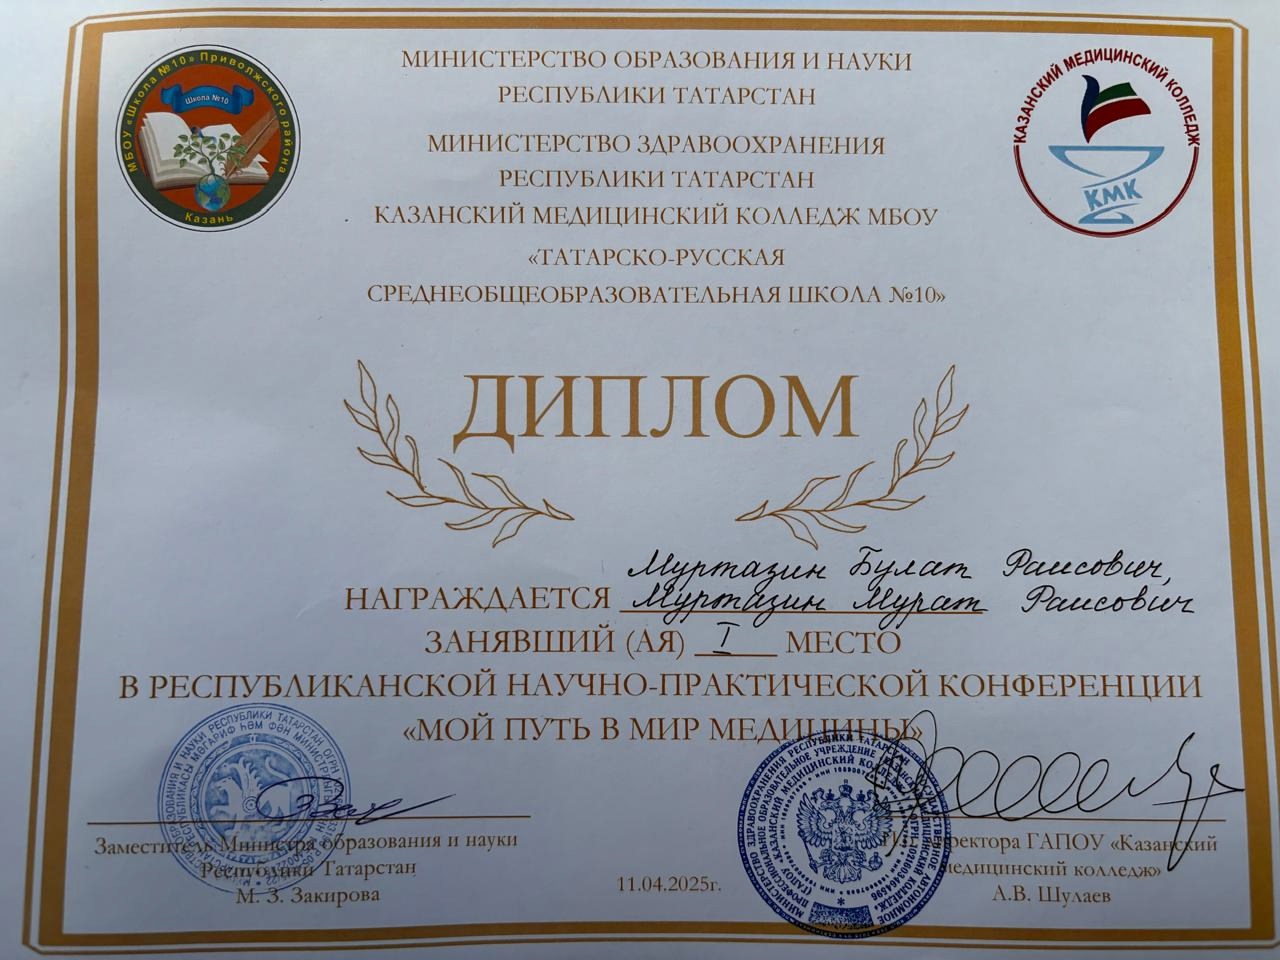 МБОУ «Школа №10» Приволжского района
Школа №10
Казань
МИНИСТЕРСТВО ОБРАЗОВАНИЯ И НАУКИ
РЕСПУБЛИКИ ТАТАРСТАН
МИНИСТЕРСТВО ЗДРАВООХРАНЕНИЯ
РЕСПУБЛИКИ ТАТАРСТАН
КАЗАНСКИЙ МЕДИЦИНСКИЙ КОЛЛЕДЖ МБОУ
«ТАТАРСКО-РУССКАЯ
СРЕДНЕОБЩЕОБРАЗОВАТЕЛЬНАЯ ШКОЛА №10»
КАЗАНСКИЙ МЕДИЦИНСКИЙ КОЛЛЕДЖ
КМК
ДИПЛОМ
Муртазин Булат Раисович,
НАГРАЖДАЕТСЯ Муртазин Мурат Раисович
ЗАНЯВШИЙ (АЯ) I МЕСТО
В РЕСПУБЛИКАНСКОЙ НАУЧНО-ПРАКТИЧЕСКОЙ КОНФЕРЕНЦИИ
«МОЙ ПУТЬ В МИР МЕДИЦИНЫ»
Заместитель Министра образования и науки
Республики Татарстан
М. З. Закирова
11.04.2025г.
директора ГАПОУ «Казанский
медицинский колледж»
А.В. Шулаев